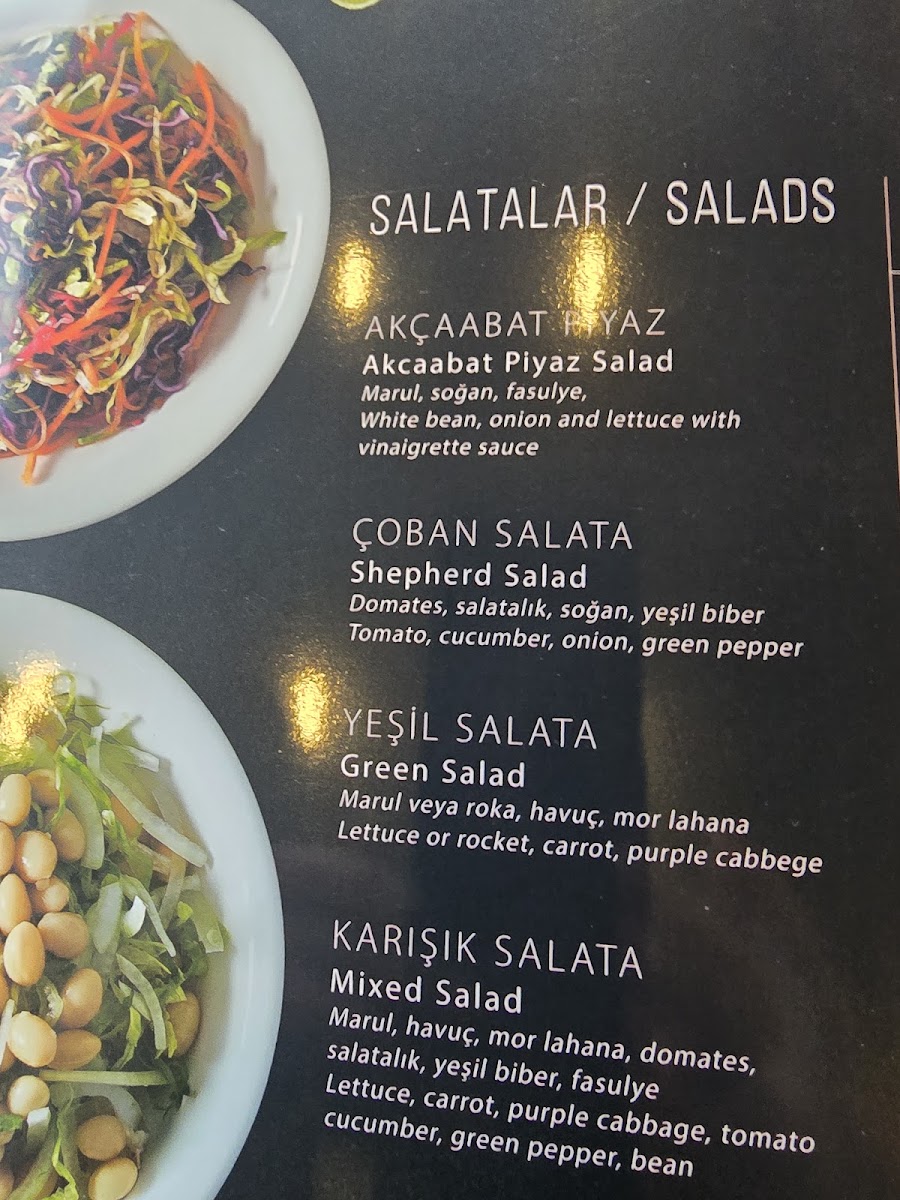 SALATALAR / SALADS
AKÇAABAT PİYAZ
Akcaabat Piyaz Salad
Marul, soğan, fasulye,
White bean, onion and lettuce with
vinaigrette sauce
ÇOBAN SALATA
Shepherd Salad
Domates, salatalık, soğan, yeşil biber
Tomato, cucumber, onion, green pepper
YEŞİL SALATA
Green Salad
Marul veya roka, havuç, mor lahana
Lettuce or rocket, carrot, purple cabbege
KARIŞIK SALATA
Mixed Salad
Marul, havuç, mor lahana, domates,
salatalık, yeşil biber, fasulye
Lettuce, carrot, purple cabbage, tomato
cucumber, green pepper, bean